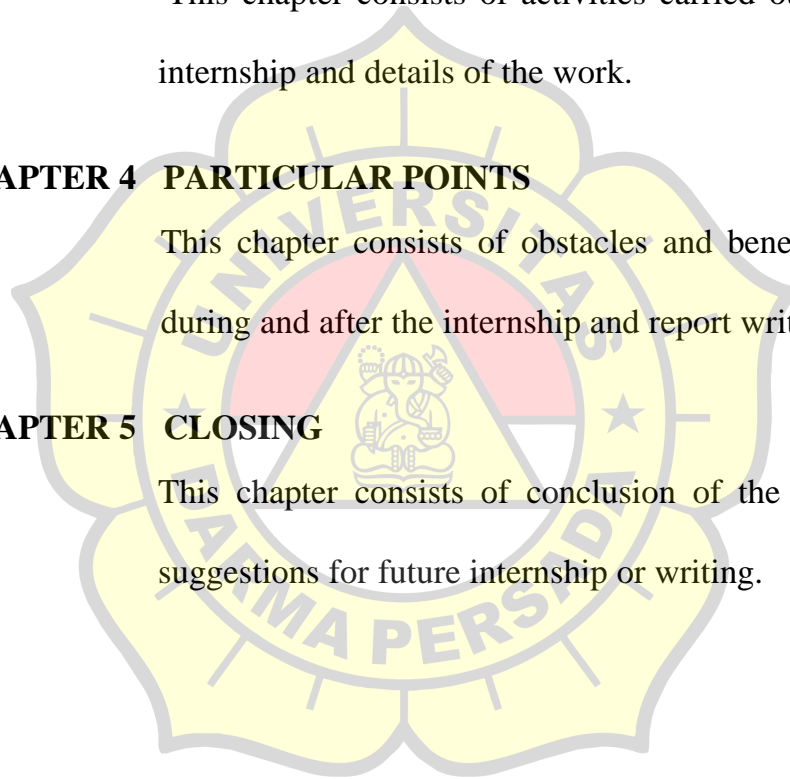 This chapter consists of activities carried
internship and details of the work.
APTER 4 PARTICULAR POINTS
This chapter consists of obstacles and bene
during and after the internship and report writ
APTER 5 CLOSING
This chapter consists of conclusion of the
suggestions for future internship or writing.
UNIVERSITAS
DARMA PERSADA